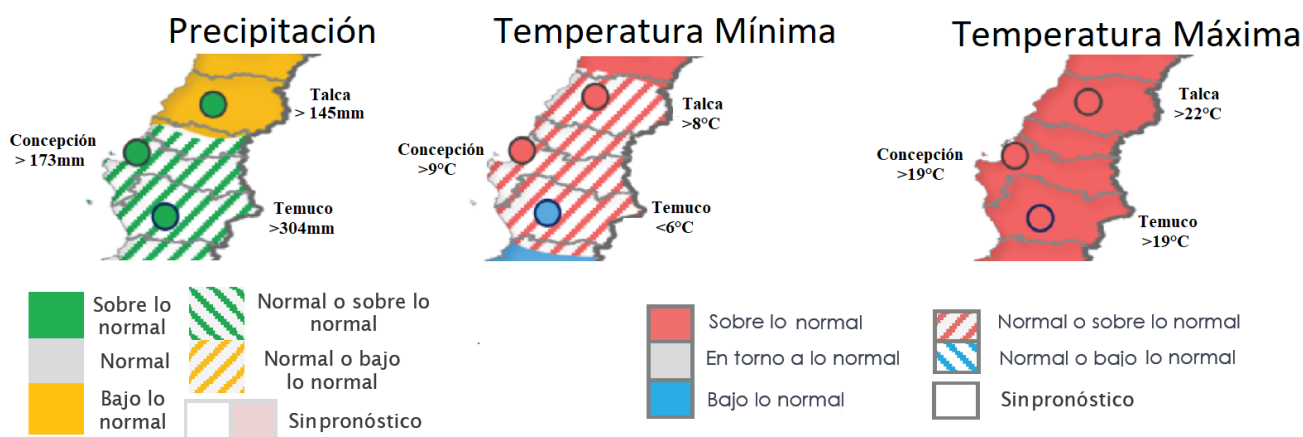 Precipitación
Talca
> 145mm
Concepción
> 173mm
Temuco
>304mm
Temperatura Mínima
Talca
>8°C
Concepción
>9°C
Temuco
<6°C
Temperatura Máxima
Talca
>22°C
Concepción
>19°C
Temuco
>19°C
Sobre lo
normal
Normal
Bajo lo
normal
Normal o sobre lo
normal
Normal o bajo
lo normal
Sin pronóstico
Sobre lo normal
En torno a lo normal
Bajo lo normal
Normal o sobre lo normal
Normal o bajo lo normal
Sin pronóstico